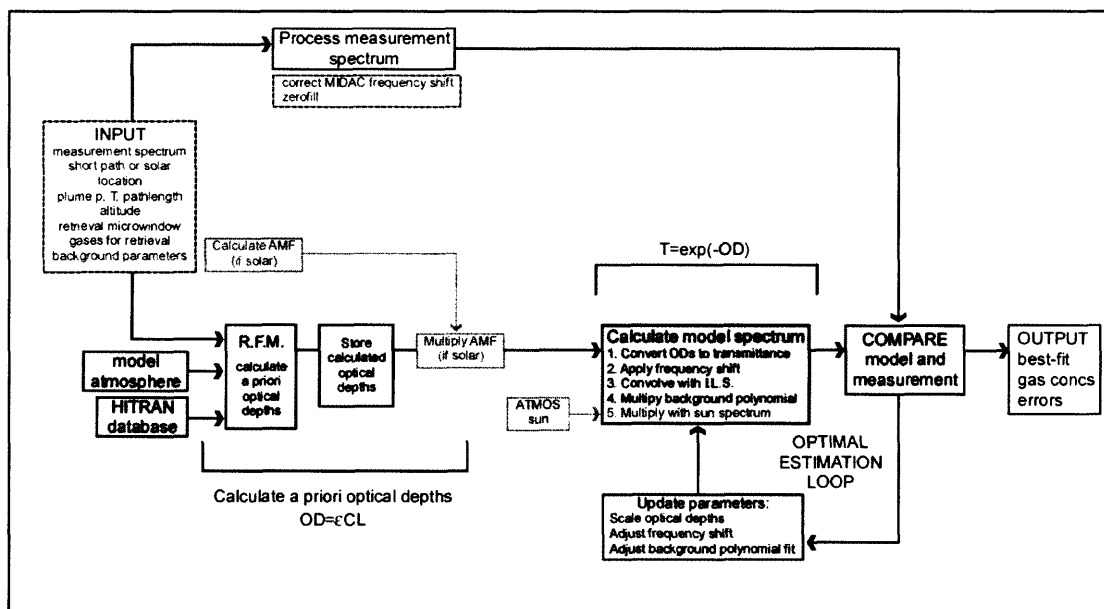 Process measurement
spectrum
correct MIDAC frequency shift
zerofill
INPUT
measurement spectrum
short path or solar
location
plume p, T, pathlength
altitude
retrieval microwindow
gases for retrieval
background parameters
Calculate AMF
(if solar)
T=exp(-OD)
R.F.M.
calculate
a priori
optical
depths
Store
calculated
optical
depths
Multiply AMF
(if solar)
model
atmosphere
HITRAN
database
Calculate model spectrum
1. Convert ODs to transmittance
2. Apply frequency shift
3. Convolve with I.L.S.
4. Multipy background polynomial
5. Multiply with sun spectrum
ATMOS
sun
COMPARE
model and
measurement
OUTPUT
best-fit
gas concs
errors
OPTIMAL
ESTIMATION
LOOP
Calculate a priori optical depths
OD=εCL
Update parameters:
Scale optical depths
Adjust frequency shift
Adjust background polynomial fit